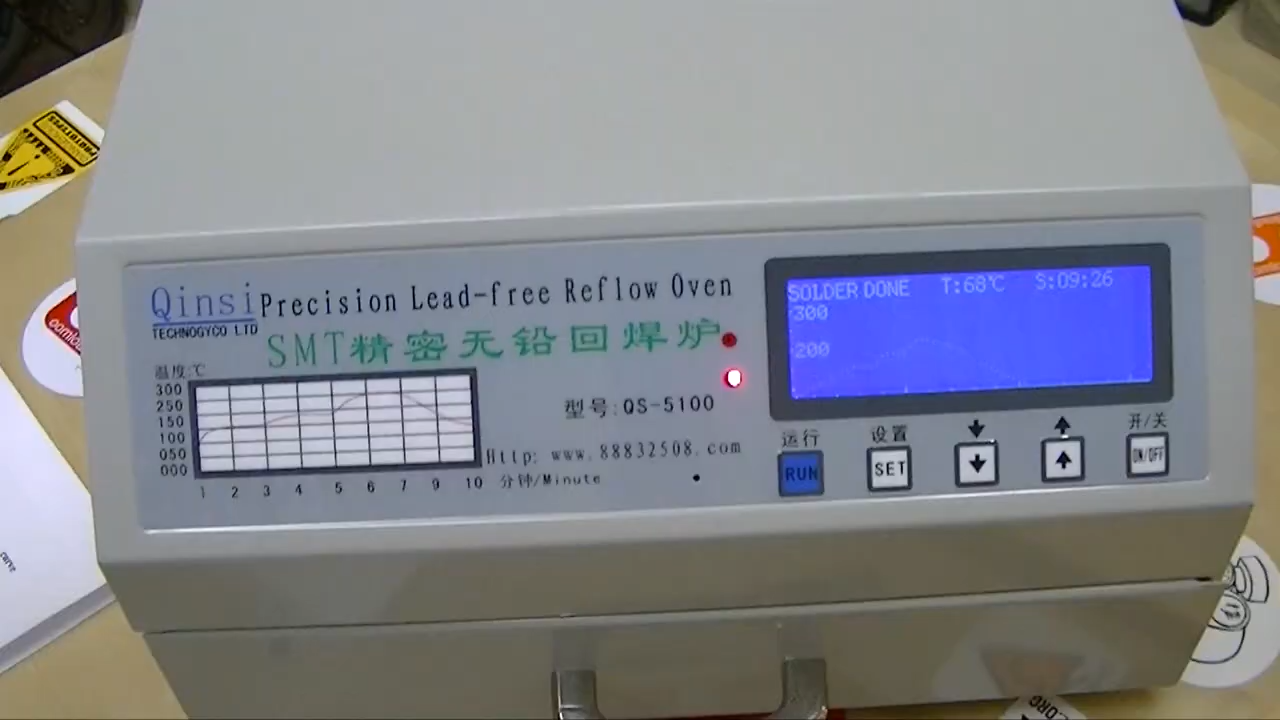 PROTOTYPES
Qinsi
TECHNOGYCO LTD
Precision Lead-free Reflow Oven
SMT精密无铅回焊炉
温度:℃
300
250
150
100
050
000
1 2 3 4 5 6 7 8 9 10
分钟/Minute
型号:QS-5100
Http: www.88832508.com
SOLDER DONE T:68℃ S:09:26
300
200
运行
设置
开/关
RUN
SET
ON/OFF
.ORG